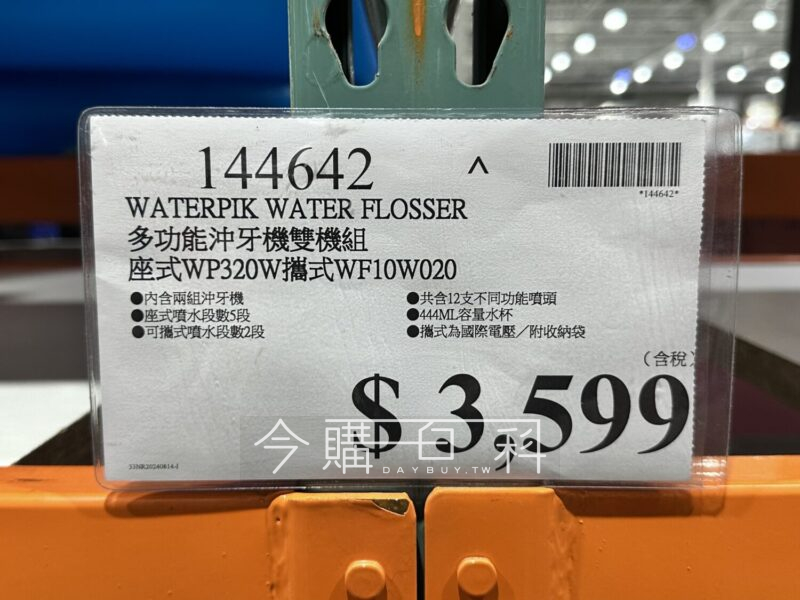 144642
^
*144642*
WATERPIK WATER FLOSSER
多功能沖牙機雙機組
座式WP320W攜式WF10W020
●內含兩組沖牙機
●座式噴水段數5段
●可攜式噴水段數2段
●共含12支不同功能噴頭
●444ML容量水杯
●攜式為國際電壓／附收納袋
(含稅)
$ 3,599
今購百科
DAYBUY.TW